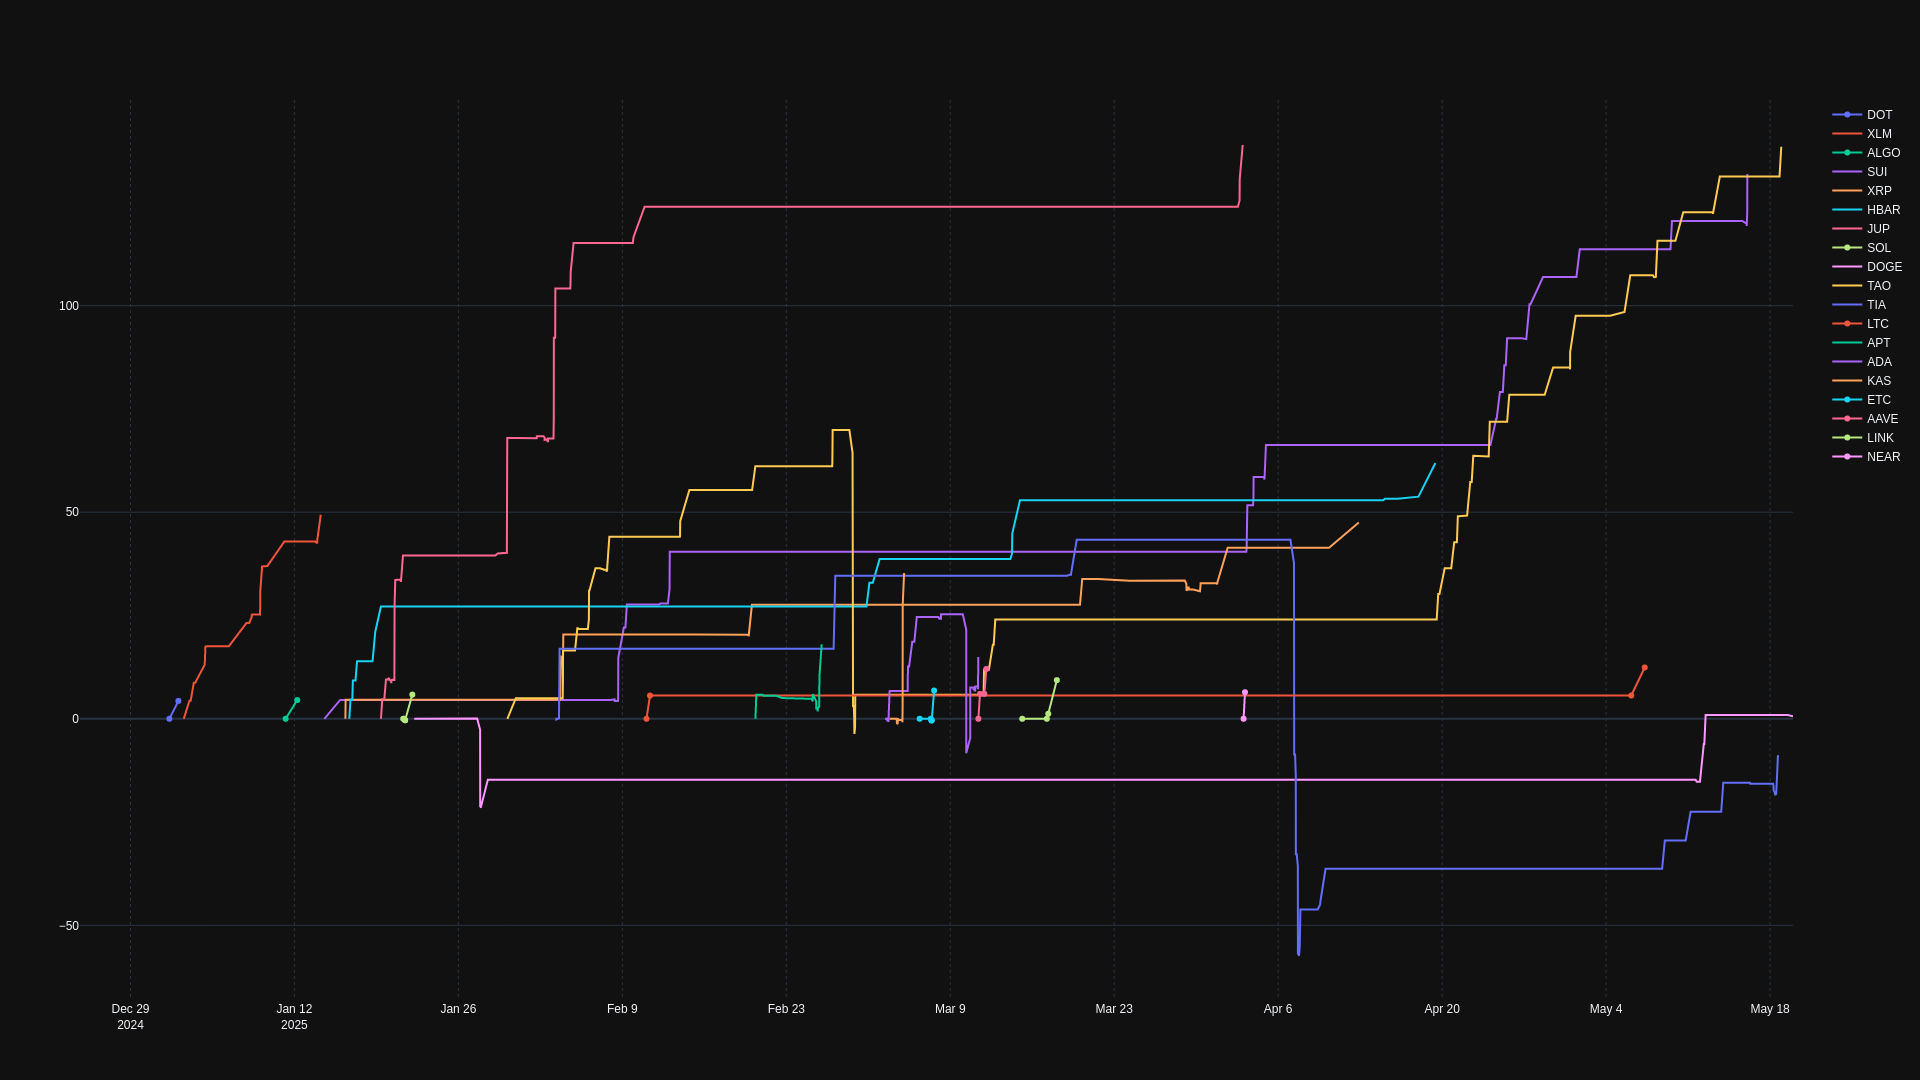 DOT
XLM
ALGO
SUI
XRP
HBAR
JUP
SOL
DOGE
TAO
TIA
LTC
APT
ADA
KAS
ETC
AAVE
LINK
NEAR
100
50
0
−50
Dec 29 Jan 12 Jan 26 Feb 9 Feb 23 Mar 9 Mar 23 Apr 6 Apr 20 May 4 May 18
2024 2025